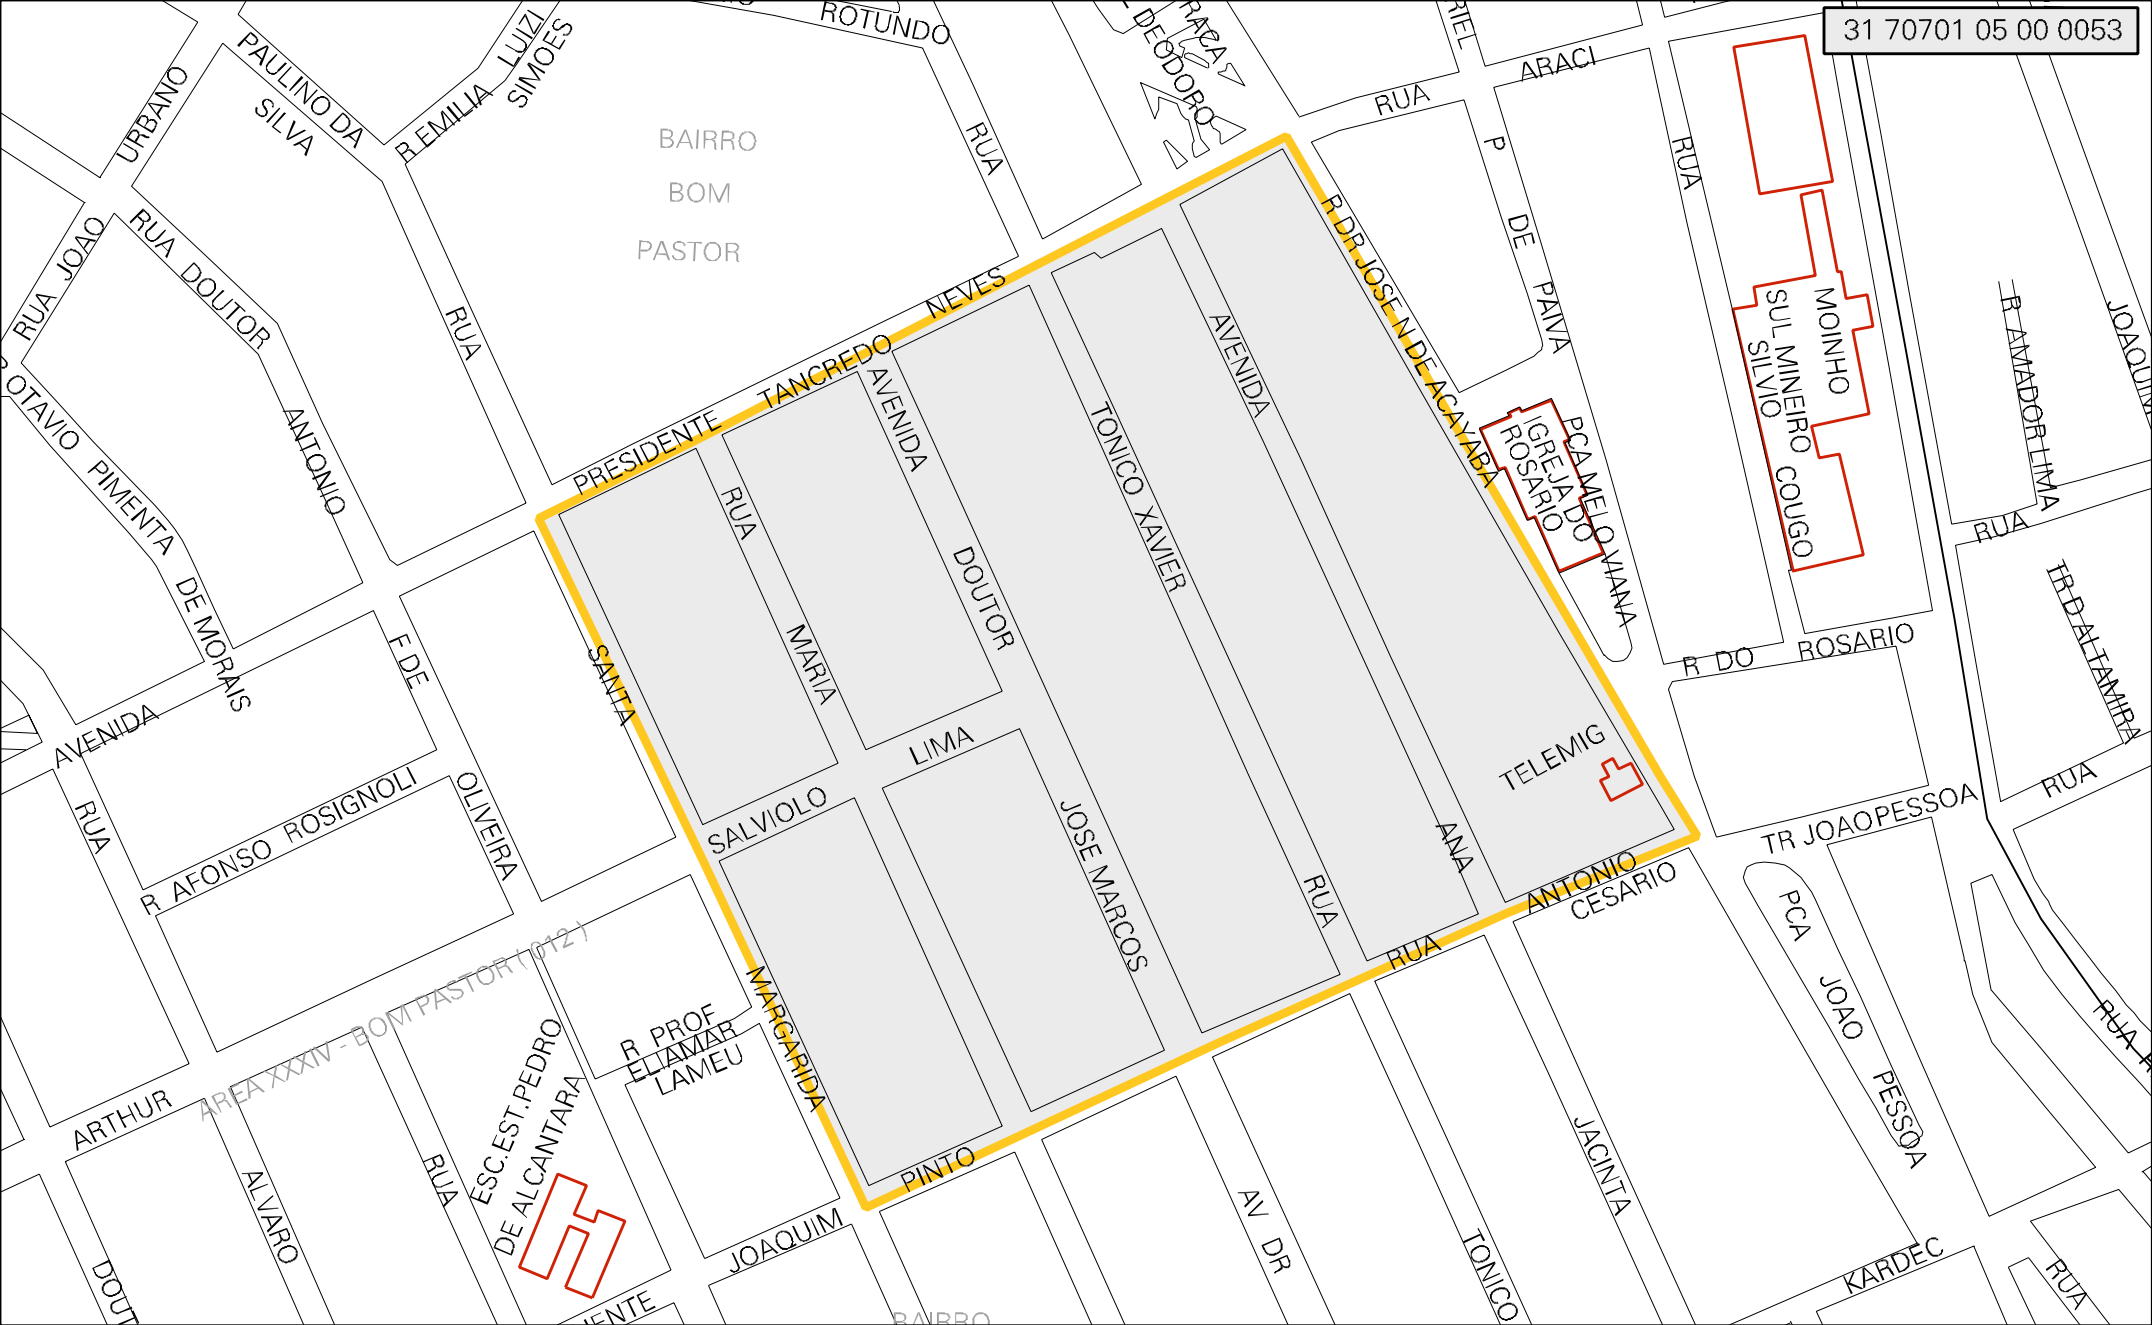 31 70701 05 00 0053
ROTUNDO
PAULINO DA
SILVA
R EMILIA
LUIZI
SIMOES
URBANO
RUA JOAO
RUA DOUTOR
ANTONIO
BAIRRO
BOM
PASTOR
RUA
RUA
DEODORO
RUA ARACI
P DE PAIVA
RUA
OTAVIO PIMENTA
DE MORAIS
AVENIDA
PRESIDENTE TANCREDO NEVES
R DR JOSE N DE ACAYABA
AVENIDA
ANA
TONICO XAVIER
RUA
AVENIDA
DOUTOR
JOSE MARCOS
RUA
MARIA
SALVIOLO LIMA
SANTA
MARGARIDA
IGREJA DO
ROSARIO
PCA MELO VIANA
MOINHO
SUL MINEIRO
SILVIO COUGO
R AMADOR LIMA
JOAQUIM
RUA
TR D ALTAMIRA
R DO ROSARIO
TELEMIG
TR JOAO PESSOA
RUA
ANTONIO
CESARIO
RUA
PINTO
JOAQUIM
F DE
OLIVEIRA
RUA
R AFONSO ROSIGNOLI
AREA XXXIV - BOM PASTOR ( 012 )
R PROF
ELIAMAR
LAMEU
ESC.EST.PEDRO
DE ALCANTARA
ARTHUR
ALVARO
RUA
DOUT
PCA JOAO PESSOA
RUA
JACINTA
AV DR
TONICO
KARDEC
RUA
BAIRRO